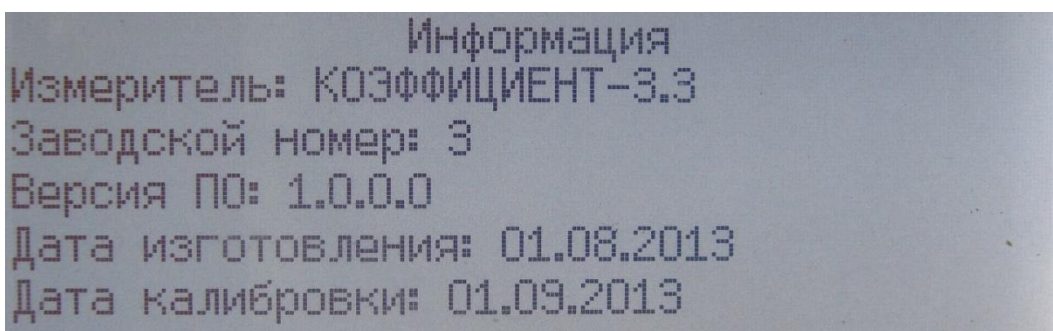 Информация
Измеритель: КОЭФФИЦИЕНТ-3.3
Заводской номер: 3
Версия ПО: 1.0.0.0
Дата изготовления: 01.08.2013
Дата калибровки: 01.09.2013